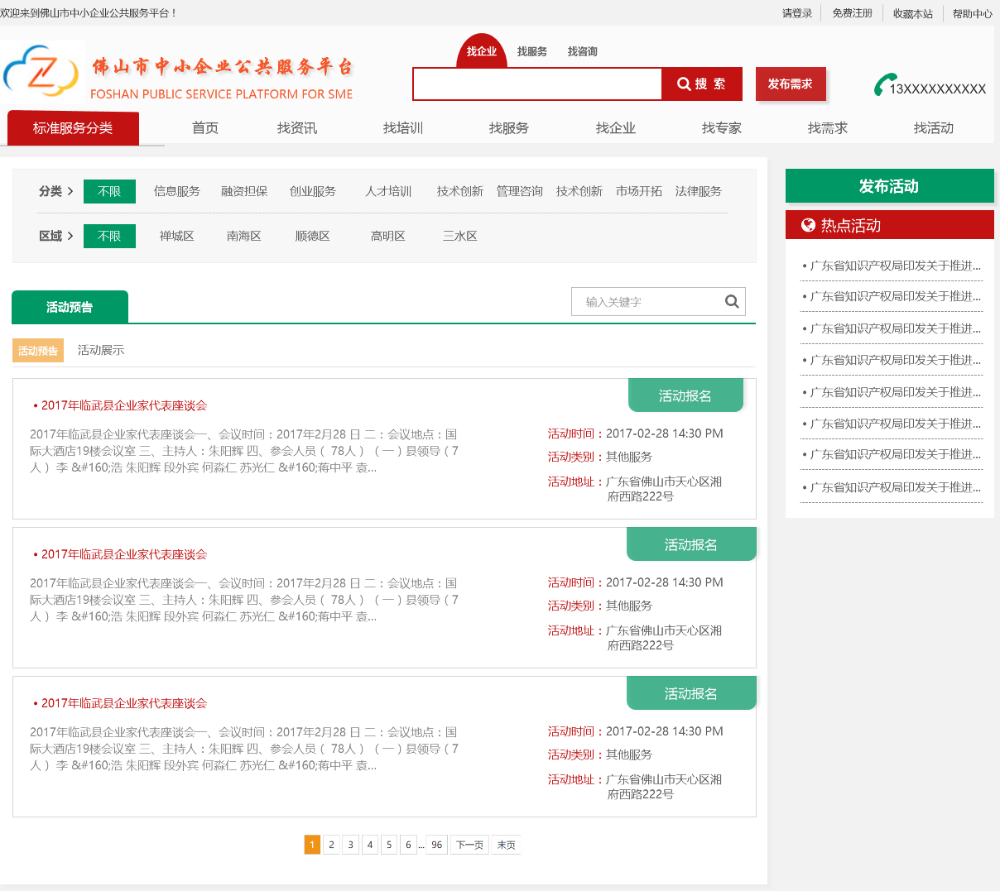 欢迎来到佛山市中小企业公共服务平台！
请登录 免费注册 收藏本站 帮助中心
佛山市中小企业公共服务平台
FOSHAN PUBLIC SERVICE PLATFORM FOR SME
找企业 找服务 找咨询
搜 索
发布需求
13XXXXXXXXXX
标准服务分类 首页 找资讯 找培训 找服务 找企业 找专家 找需求 找活动
分类 不限 信息服务 融资担保 创业服务 人才培训 技术创新 管理咨询 技术创新 市场开拓 法律服务
区域 不限 禅城区 南海区 顺德区 高明区 三水区
活动预告
输入关键字
活动预告 活动展示
活动报名
• 2017年临武县企业家代表座谈会
2017年临武县企业家代表座谈会一、会议时间：2017年2月28 日 二：会议地点：国
际大酒店19楼会议室 三、主持人：朱阳辉 四、参会人员（ 78人）（一）县领导（7
人） 李 &#160;浩 朱阳辉 段外宾 何淼仁 苏光仁 &#160;蒋中平 袁...
活动时间：2017-02-28 14:30 PM
活动类别：其他服务
活动地址：广东省佛山市天心区湘
府西路222号
活动报名
• 2017年临武县企业家代表座谈会
2017年临武县企业家代表座谈会一、会议时间：2017年2月28 日 二：会议地点：国
际大酒店19楼会议室 三、主持人：朱阳辉 四、参会人员（ 78人）（一）县领导（7
人） 李 &#160;浩 朱阳辉 段外宾 何淼仁 苏光仁 &#160;蒋中平 袁...
活动时间：2017-02-28 14:30 PM
活动类别：其他服务
活动地址：广东省佛山市天心区湘
府西路222号
活动报名
• 2017年临武县企业家代表座谈会
2017年临武县企业家代表座谈会一、会议时间：2017年2月28 日 二：会议地点：国
际大酒店19楼会议室 三、主持人：朱阳辉 四、参会人员（ 78人）（一）县领导（7
人） 李 &#160;浩 朱阳辉 段外宾 何淼仁 苏光仁 &#160;蒋中平 袁...
活动时间：2017-02-28 14:30 PM
活动类别：其他服务
活动地址：广东省佛山市天心区湘
府西路222号
1 2 3 4 5 6 ... 96 下一页 末页
发布活动
热点活动
• 广东省知识产权局印发关于推进...
• 广东省知识产权局印发关于推进...
• 广东省知识产权局印发关于推进...
• 广东省知识产权局印发关于推进...
• 广东省知识产权局印发关于推进...
• 广东省知识产权局印发关于推进...
• 广东省知识产权局印发关于推进...
• 广东省知识产权局印发关于推进...